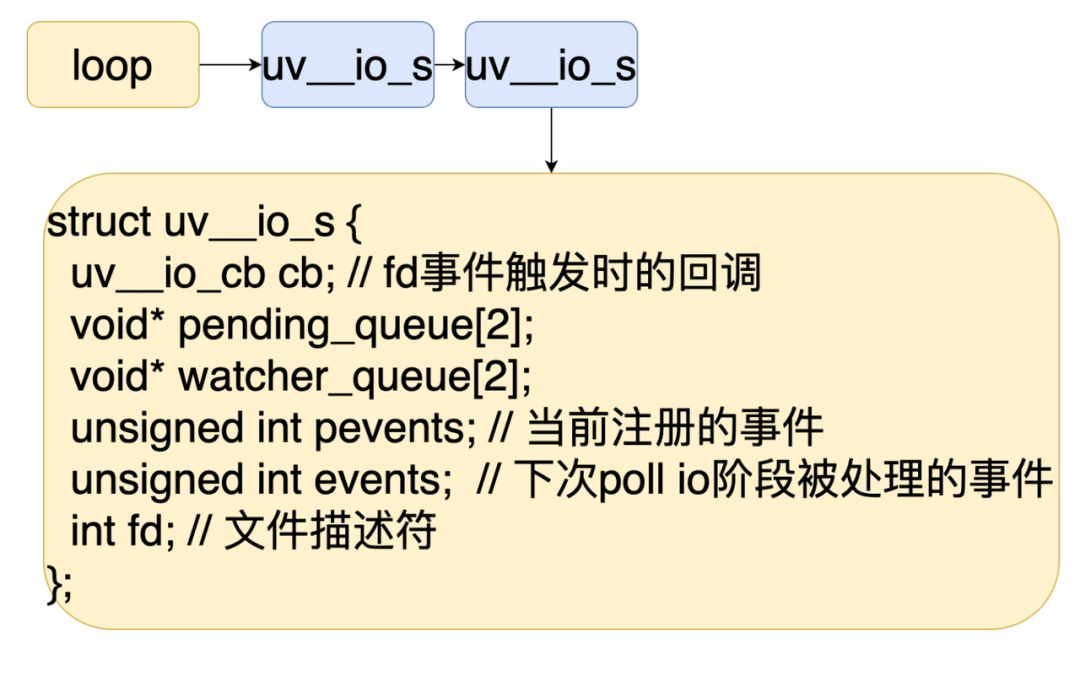 loop
uv__io_s
uv__io_s
struct uv__io_s {
uv__io_cb cb; // fd事件触发时的回调
void* pending_queue[2];
void* watcher_queue[2];
unsigned int pevents; // 当前注册的事件
unsigned int events;  // 下次poll io阶段被处理的事件
int fd; // 文件描述符
};